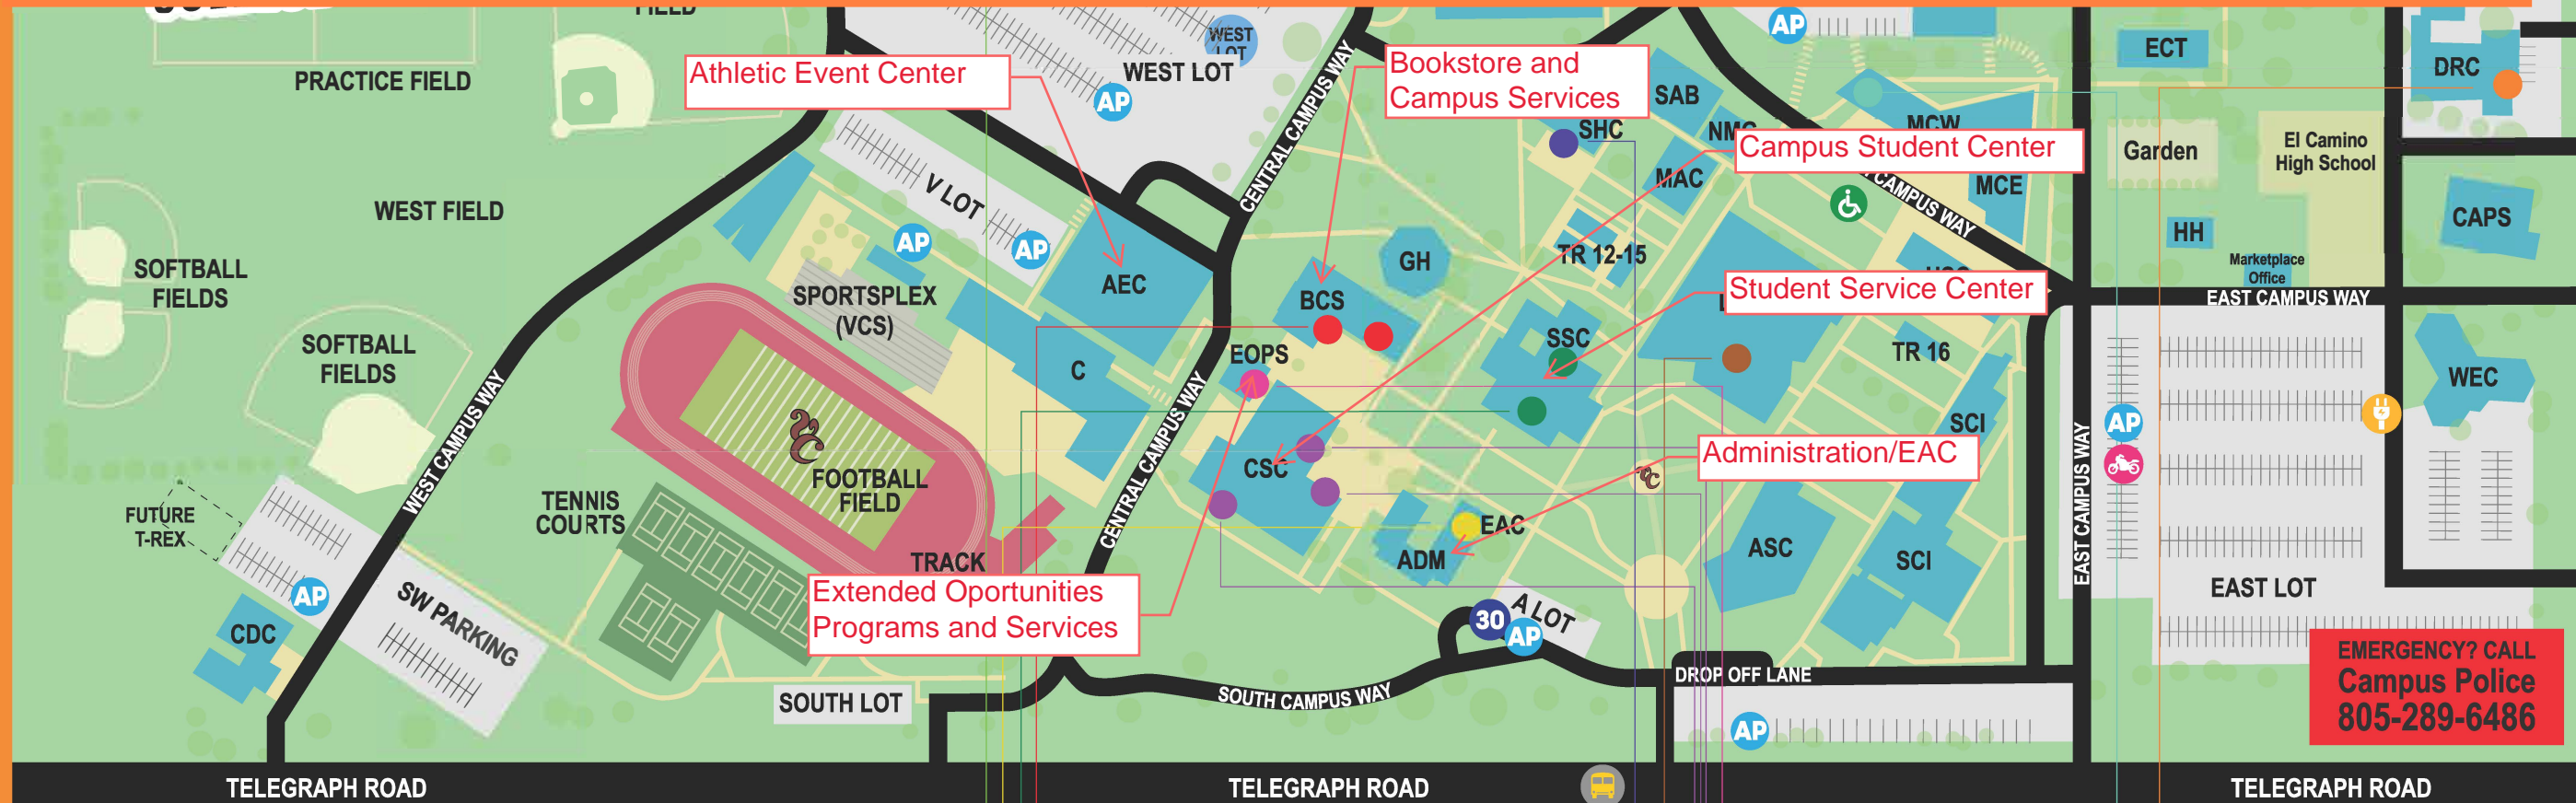 FIELD
PRACTICE FIELD
WEST
LOT
WEST LOT
AP
AP
Athletic Event Center
Bookstore and
Campus Services
SAB
SHC
NMC
MCW
Campus Student Center
MAC
MCE
CAMPUS WAY
ECT
DRC
Garden
El Camino
High School
CAPS
HH
Marketplace
Office
EAST CAMPUS WAY
WEST FIELD
V LOT
AP
AP
CENTRAL CAMPUS WAY
AEC
GH
TR 12-15
SOFTBALL
FIELDS
SPORTSPLEX
(VCS)
BCS
Student Service Center
SOFTBALL
FIELDS
C
EOPS
SSC
TR 16
WEC
WEST CAMPUS WAY
CENTRAL CAMPUS WAY
SCI
AP
EAST CAMPUS WAY
CSC
Administration/EAC
VC
VC
FOOTBALL
FIELD
TENNIS
COURTS
FUTURE
T-REX
TRACK
EAC
ADM
ASC
SCI
EAST LOT
AP
SW PARKING
CDC
Extended Oportunities
Programs and Services
30
A LOT
AP
SOUTH LOT
SOUTH CAMPUS WAY
DROP OFF LANE
AP
EMERGENCY? CALL
Campus Police
805-289-6486
TELEGRAPH ROAD
TELEGRAPH ROAD
TELEGRAPH ROAD